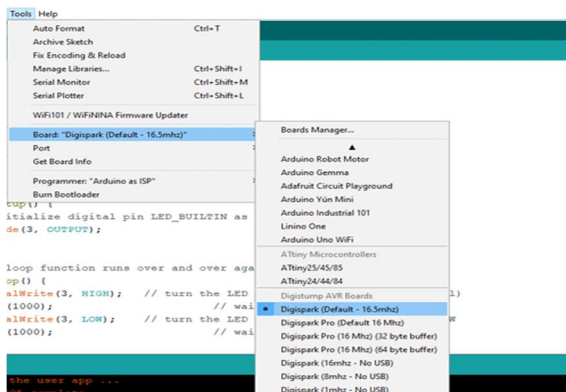 Tools Help
Auto Format Ctrl+T
Archive Sketch
Fix Encoding & Reload
Manage Libraries... Ctrl+Shift+I
Serial Monitor Ctrl+Shift+M
Serial Plotter Ctrl+Shift+L
WiFi101 / WiFiNINA Firmware Updater
Board: "Digispark (Default - 16.5mhz)"
Port
Get Board Info
Programmer: "Arduino as ISP"
Burn Bootloader
Boards Manager...
Arduino Robot Motor
Arduino Gemma
Adafruit Circuit Playground
Arduino Yún Mini
Arduino Industrial 101
Linino One
Arduino Uno WiFi
ATtiny Microcontrollers
ATtiny25/45/85
ATtiny24/44/84
Digistump AVR Boards
Digispark (Default - 16.5mhz)
Digispark Pro (Default 16 Mhz)
Digispark Pro (16 Mhz) (32 byte buffer)
Digispark Pro (16 Mhz) (64 byte buffer)
Digispark (16mhz - No USB)
Digispark (8mhz - No USB)
Digispark (1mhz - No USB)
tup() {
itialize digital pin LED_BUILTIN as
de(3, OUTPUT);
loop function runs over and over aga
op() {
alWrite(3, HIGH); // turn the LED l)
(1000); // wai
alWrite(3, LOW); // turn the LED W
(1000); // wai
the user app ...